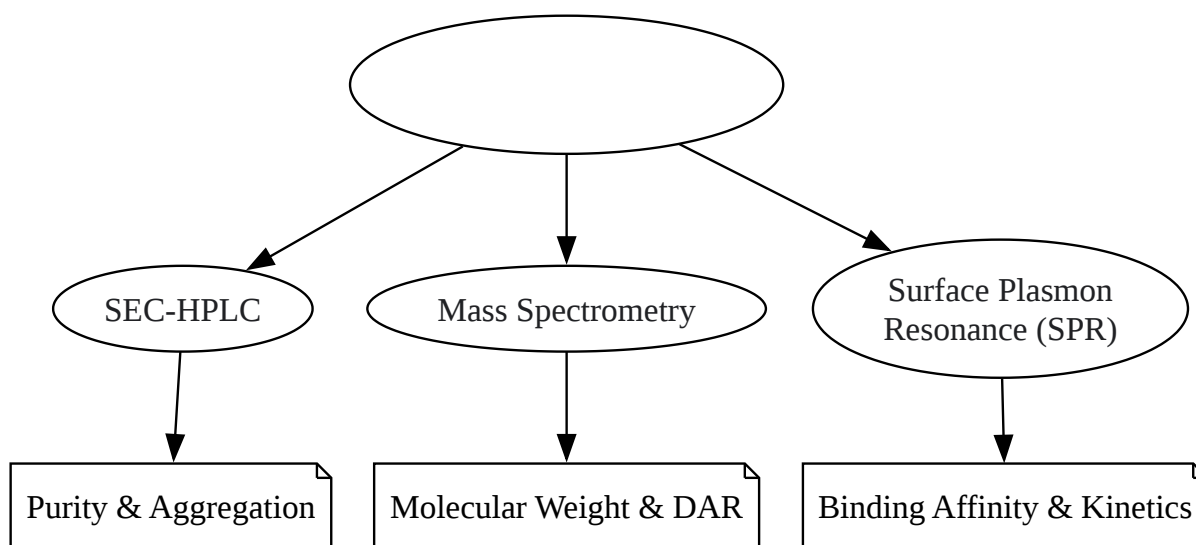 SEC-HPLC
Mass Spectrometry
Surface Plasmon
Resonance (SPR)
Purity & Aggregation
Molecular Weight & DAR
Binding Affinity & Kinetics